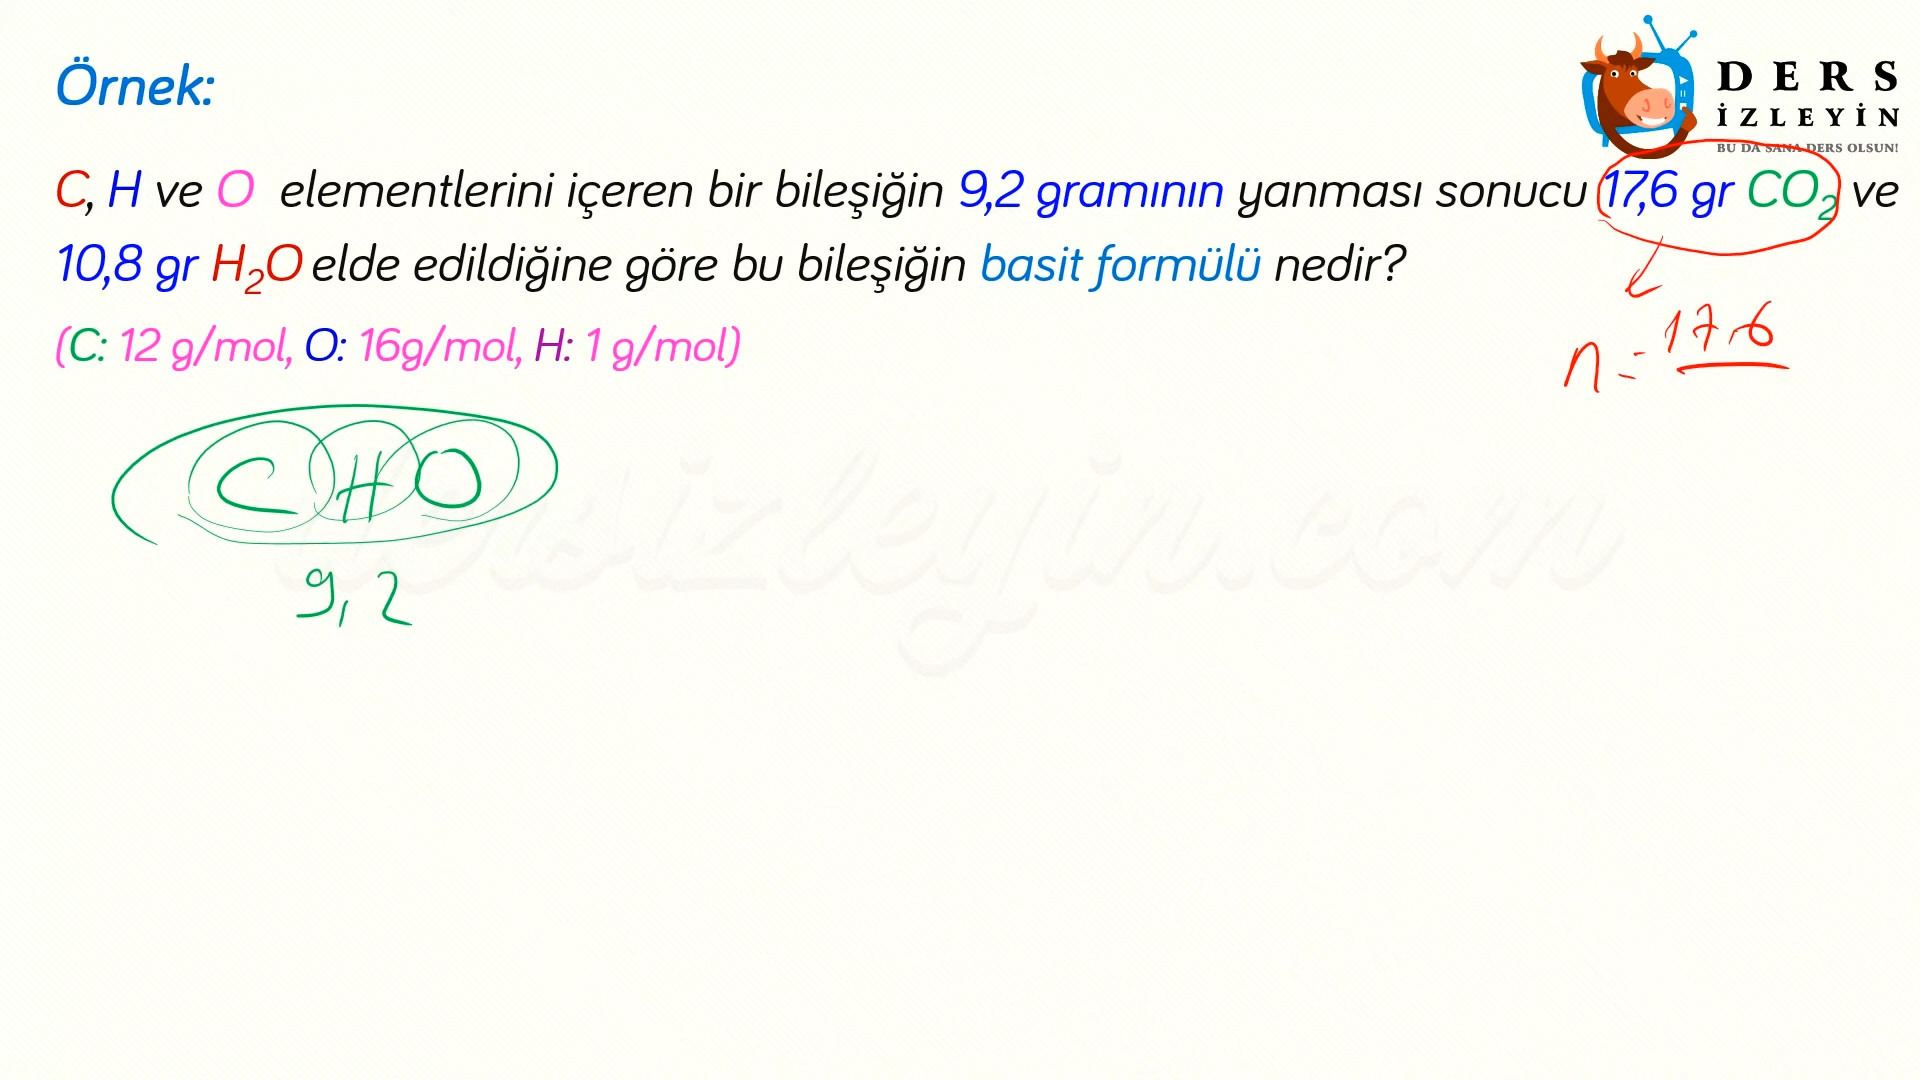 Örnek:
DERS
İZLEYİN
BU DA SANA DERS OLSUN!
C, H ve O elementlerini içeren bir bileşiğin 9,2 gramının yanması sonucu 17,6 gr CO₂ ve
10,8 gr H₂O elde edildiğine göre bu bileşiğin basit formülü nedir?
(C: 12 g/mol, O: 16g/mol, H: 1 g/mol)
n = 17,6
CHO
9,2
dersizleyin.com